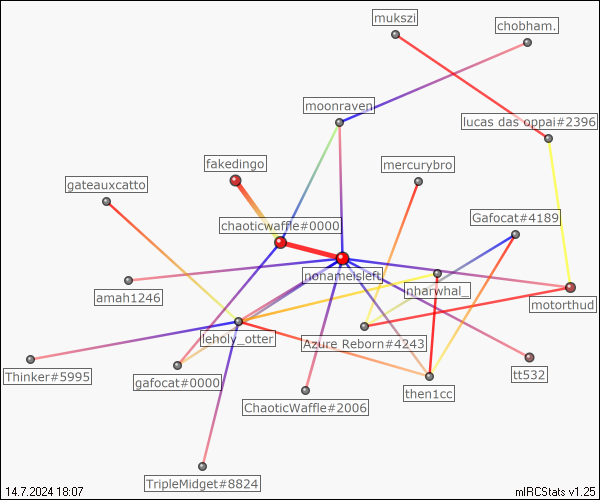 mukszi
chobham.
moonraven
lucas das oppai#2396
fakedingo
mercurybro
gateauxcatto
chaoticwaffle#0000
Gafocat#4189
nonameisleft
nharwhal_
amah1246
motorthud
leholy_otter
Azure Reborn#4243
Thinker#5995
gafocat#0000
tt532
then1cc
ChaoticWaffle#2006
TripleMidget#8824
14.7.2024 18:07
mIRCStats v1.25